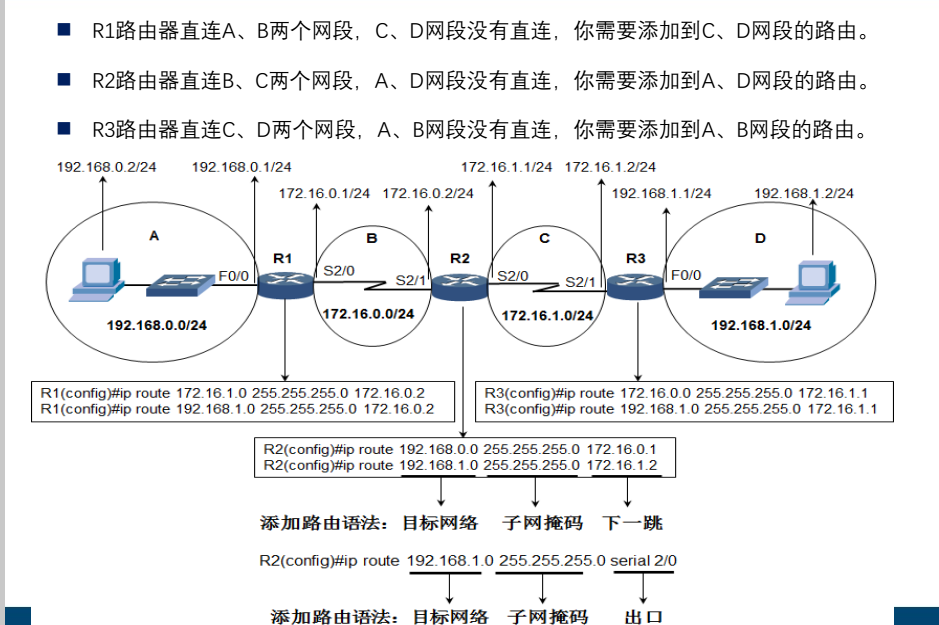 R1路由器直连A、B两个网段，C、D网段没有直连，你需要添加到C、D网段的路由。
R2路由器直连B、C两个网段，A、D网段没有直连，你需要添加到A、D网段的路由。
R3路由器直连C、D两个网段，A、B网段没有直连，你需要添加到A、B网段的路由。
192.168.0.2/24 192.168.0.1/24 172.16.1.1/24 172.16.1.2/24
172.16.0.1/24 172.16.0.2/24 192.168.1.1/24 192.168.1.2/24
A B C D
R1 R2 R3
F0/0 S2/0 S2/1 S2/0 S2/1 F0/0
192.168.0.0/24 172.16.0.0/24 172.16.1.0/24 192.168.1.0/24
R1(config)#ip route 172.16.1.0 255.255.255.0 172.16.0.2
R1(config)#ip route 192.168.1.0 255.255.255.0 172.16.0.2
R3(config)#ip route 172.16.0.0 255.255.255.0 172.16.1.1
R3(config)#ip route 192.168.1.0 255.255.255.0 172.16.1.1
R2(config)#ip route 192.168.0.0 255.255.255.0 172.16.0.1
R2(config)#ip route 192.168.1.0 255.255.255.0 172.16.1.2
添加路由语法：目标网络 子网掩码 下一跳
R2(config)#ip route 192.168.1.0 255.255.255.0 serial 2/0
添加路由语法：目标网络 子网掩码 出口